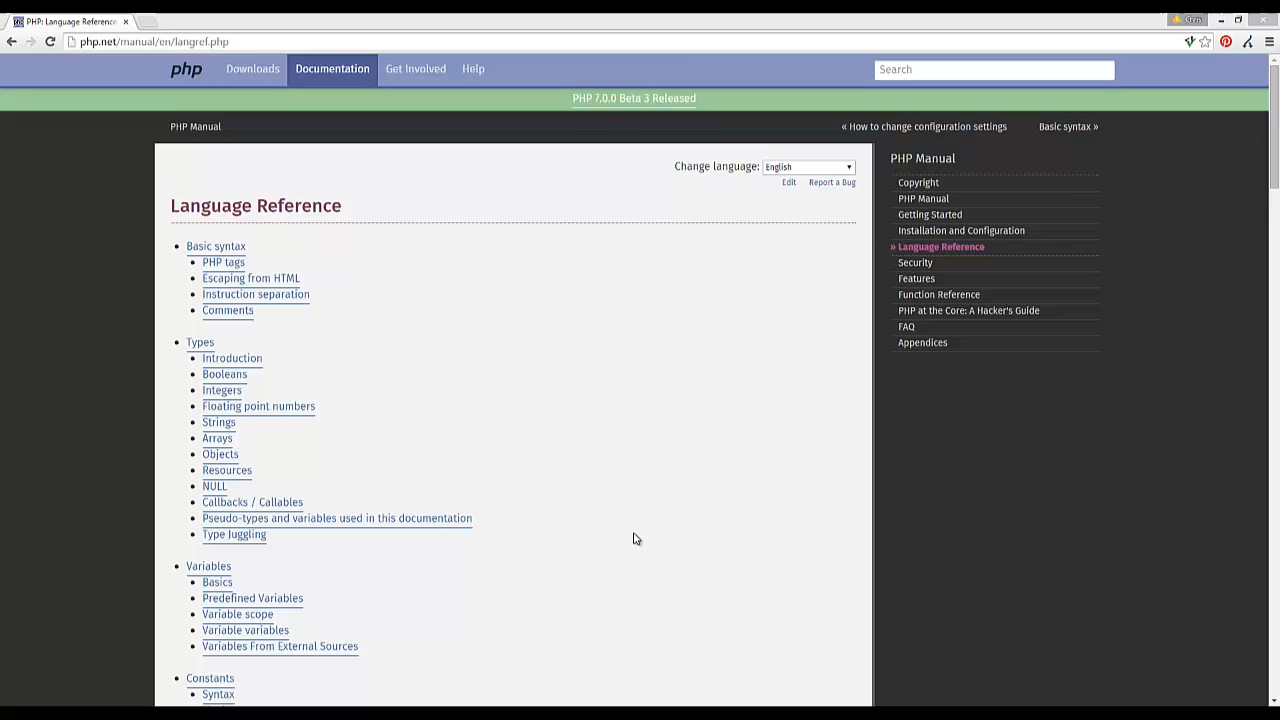 PHP: Language Reference
Chris
php.net/manual/en/langref.php
php Downloads Documentation Get Involved Help Search
PHP 7.0.0 Beta 3 Released
PHP Manual « How to change configuration settings Basic syntax »
Change language: English
Edit Report a Bug
Language Reference
Basic syntax
PHP tags
Escaping from HTML
Instruction separation
Comments
Types
Introduction
Booleans
Integers
Floating point numbers
Strings
Arrays
Objects
Resources
NULL
Callbacks / Callables
Pseudo-types and variables used in this documentation
Type Juggling
Variables
Basics
Predefined Variables
Variable scope
Variable variables
Variables From External Sources
Constants
Syntax
PHP Manual
Copyright
PHP Manual
Getting Started
Installation and Configuration
» Language Reference
Security
Features
Function Reference
PHP at the Core: A Hacker's Guide
FAQ
Appendices